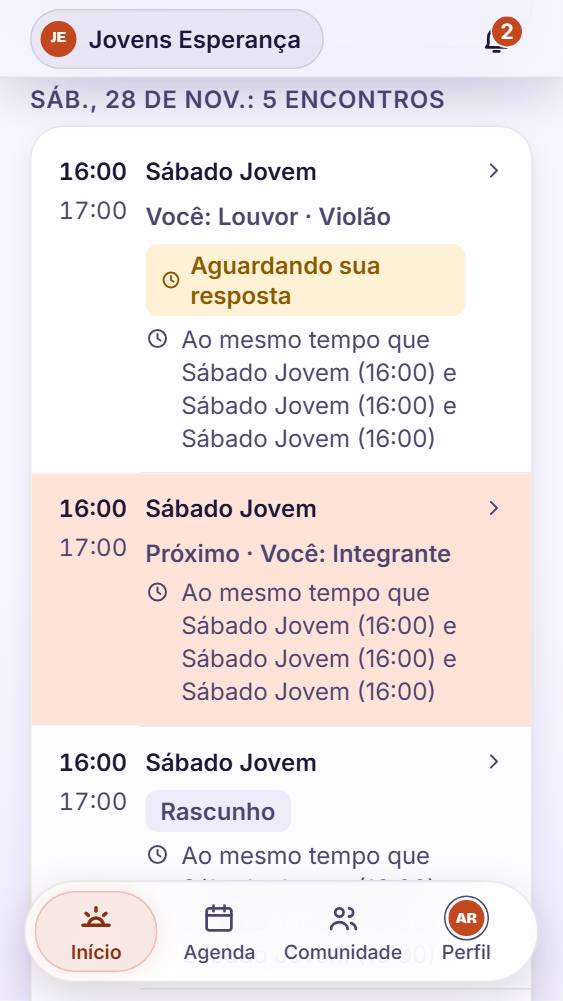 JE Jovens Esperança 2
SÁB., 28 DE NOV.: 5 ENCONTROS
16:00 Sábado Jovem
17:00 Você: Louvor · Violão
Aguardando sua
resposta
Ao mesmo tempo que
Sábado Jovem (16:00) e
Sábado Jovem (16:00) e
Sábado Jovem (16:00)
16:00 Sábado Jovem
17:00 Próximo · Você: Integrante
Ao mesmo tempo que
Sábado Jovem (16:00) e
Sábado Jovem (16:00) e
Sábado Jovem (16:00)
16:00 Sábado Jovem
17:00 Rascunho
Ao mesmo tempo que
AR
Início Agenda Comunidade Perfil